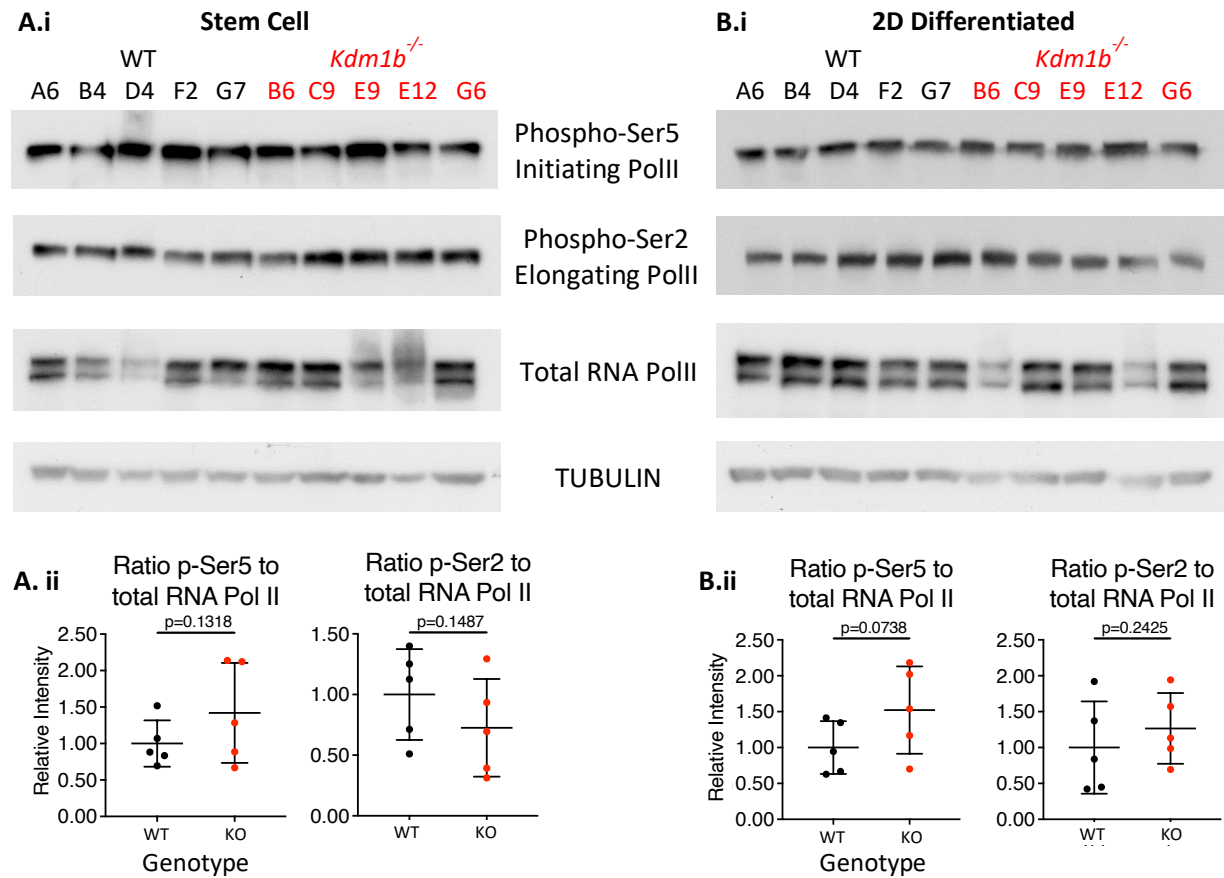 A.i Stem Cell
WT Kdm1b-/-
A6 B4 D4 F2 G7 B6 C9 E9 E12 G6
B.i 2D Differentiated
WT Kdm1b-/-
A6 B4 D4 F2 G7 B6 C9 E9 E12 G6
Phospho-Ser5
Initiating PolII
Phospho-Ser2
Elongating PolII
Total RNA PolII
TUBULIN
A. ii
Ratio p-Ser5 to
total RNA Pol II
p=0.1318
Relative Intensity
2.50
2.00
1.50
1.00
0.50
0.00
WT KO
Genotype
Ratio p-Ser2 to
total RNA Pol II
p=0.1487
1.50
1.00
0.50
0.00
WT KO
B.ii
Ratio p-Ser5 to
total RNA Pol II
p=0.0738
Relative Intensity
2.50
2.00
1.50
1.00
0.50
0.00
WT KO
Genotype
Ratio p-Ser2 to
total RNA Pol II
p=0.2425
2.50
2.00
1.50
1.00
0.50
0.00
WT KO